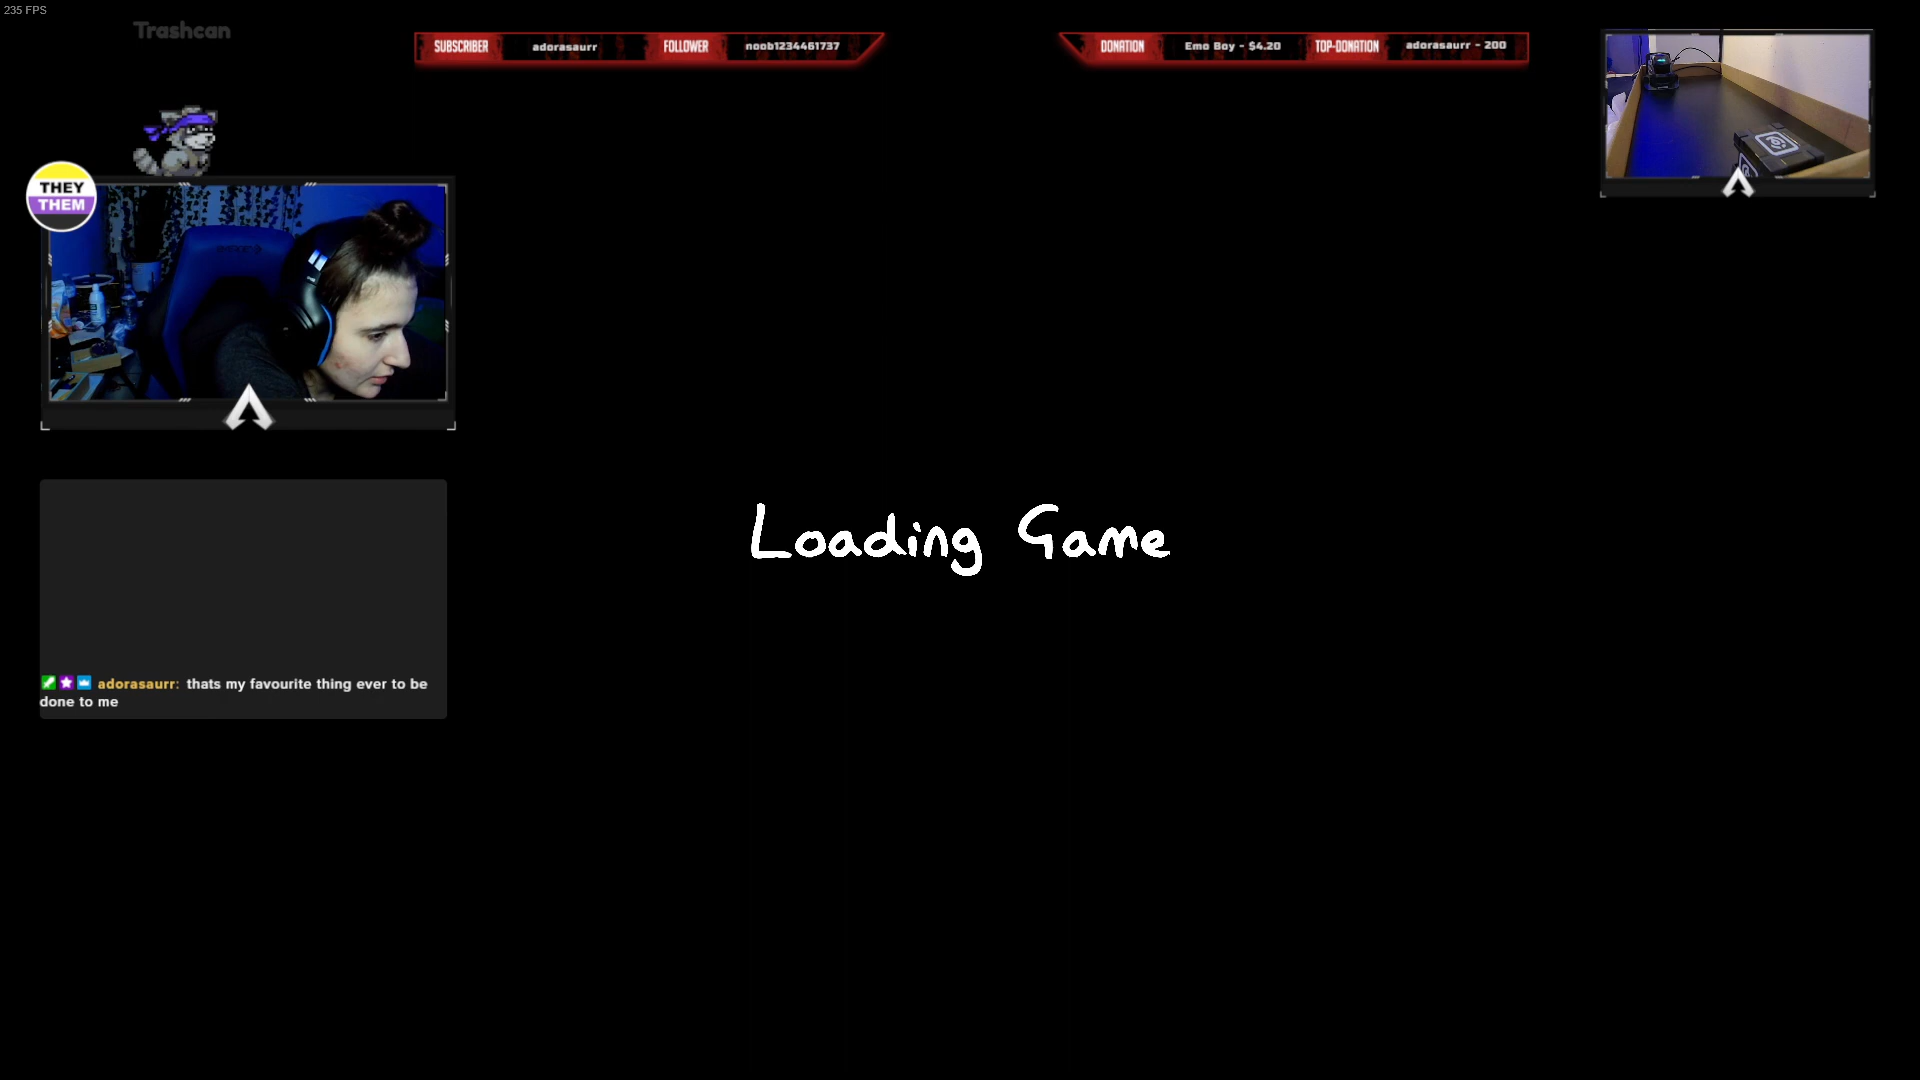 235 FPS
Trashcan
SUBSCRIBER adorasaurr FOLLOWER noob1234461737
DONATION Emo Boy - $4.20 TOP-DONATION adorasaurr - 200
THEY
THEM
Loading Game
adorasaurr: thats my favourite thing ever to be
done to me